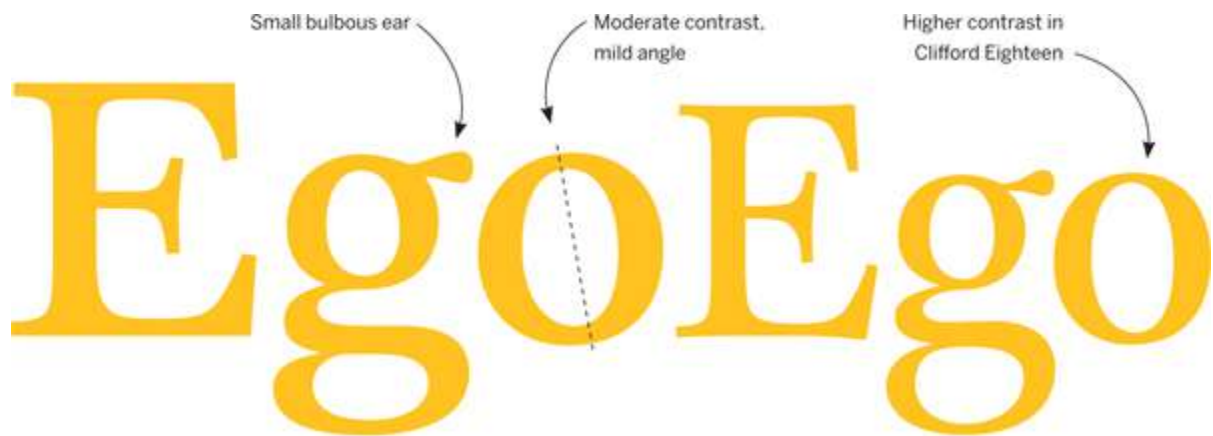 Small bulbous ear
Moderate contrast,
mild angle
Higher contrast in
Clifford Eighteen
EgoEgo